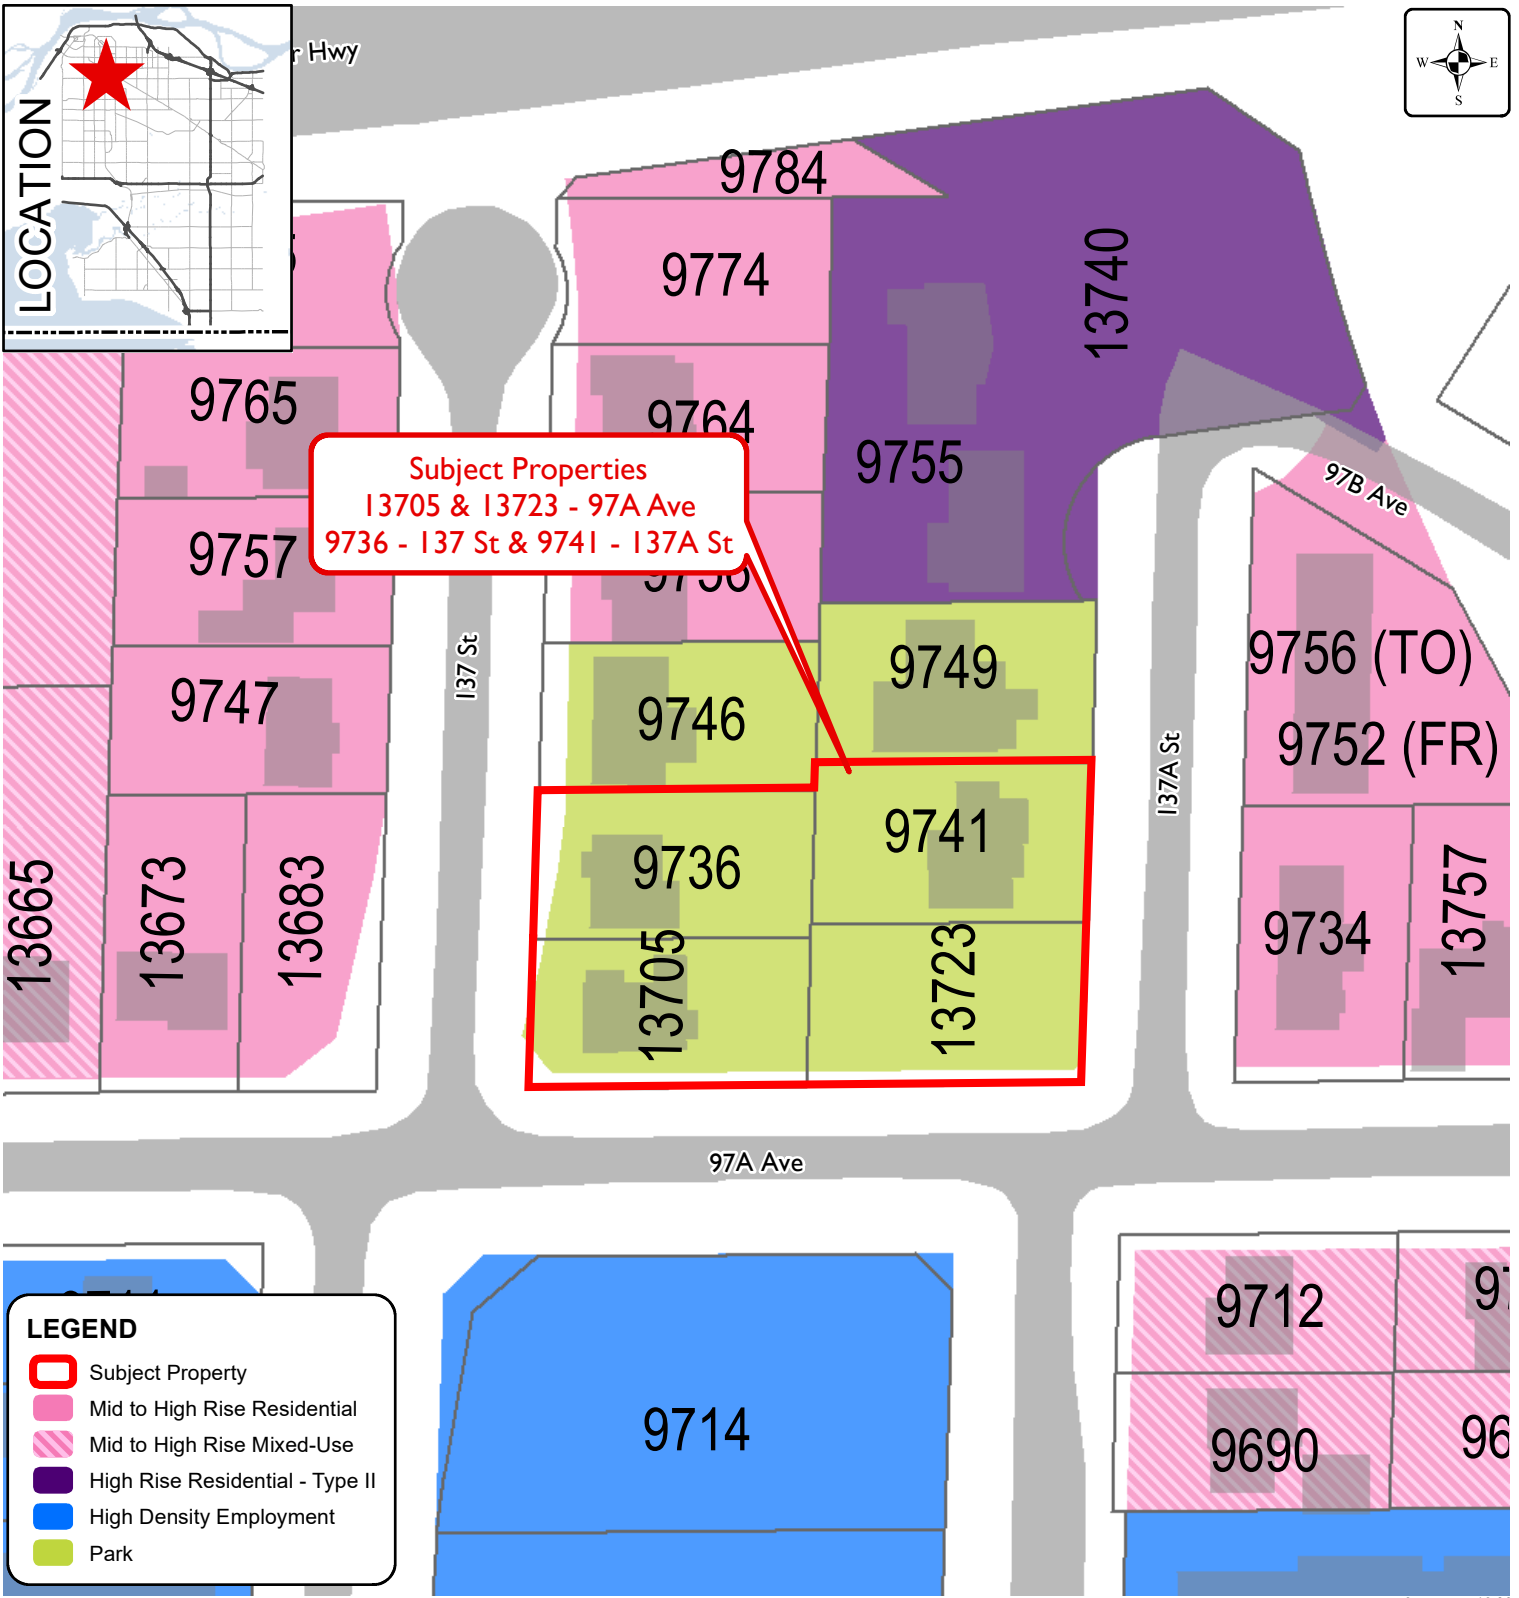 LOCATION
r Hwy
N
W E
S
9784
9774
13740
9765
9764
9755
Subject Properties
13705 & 13723 - 97A Ave
9736 - 137 St & 9741 - 137A St
97B Ave
9757
9747
137 St
9746
9749
9756 (TO)
9752 (FR)
137A St
9736
9741
13665
13673
13683
13705
13723
9734
13757
97A Ave
9712
9714
9690
LEGEND
Subject Property
Mid to High Rise Residential
Mid to High Rise Mixed-Use
High Rise Residential - Type II
High Density Employment
Park